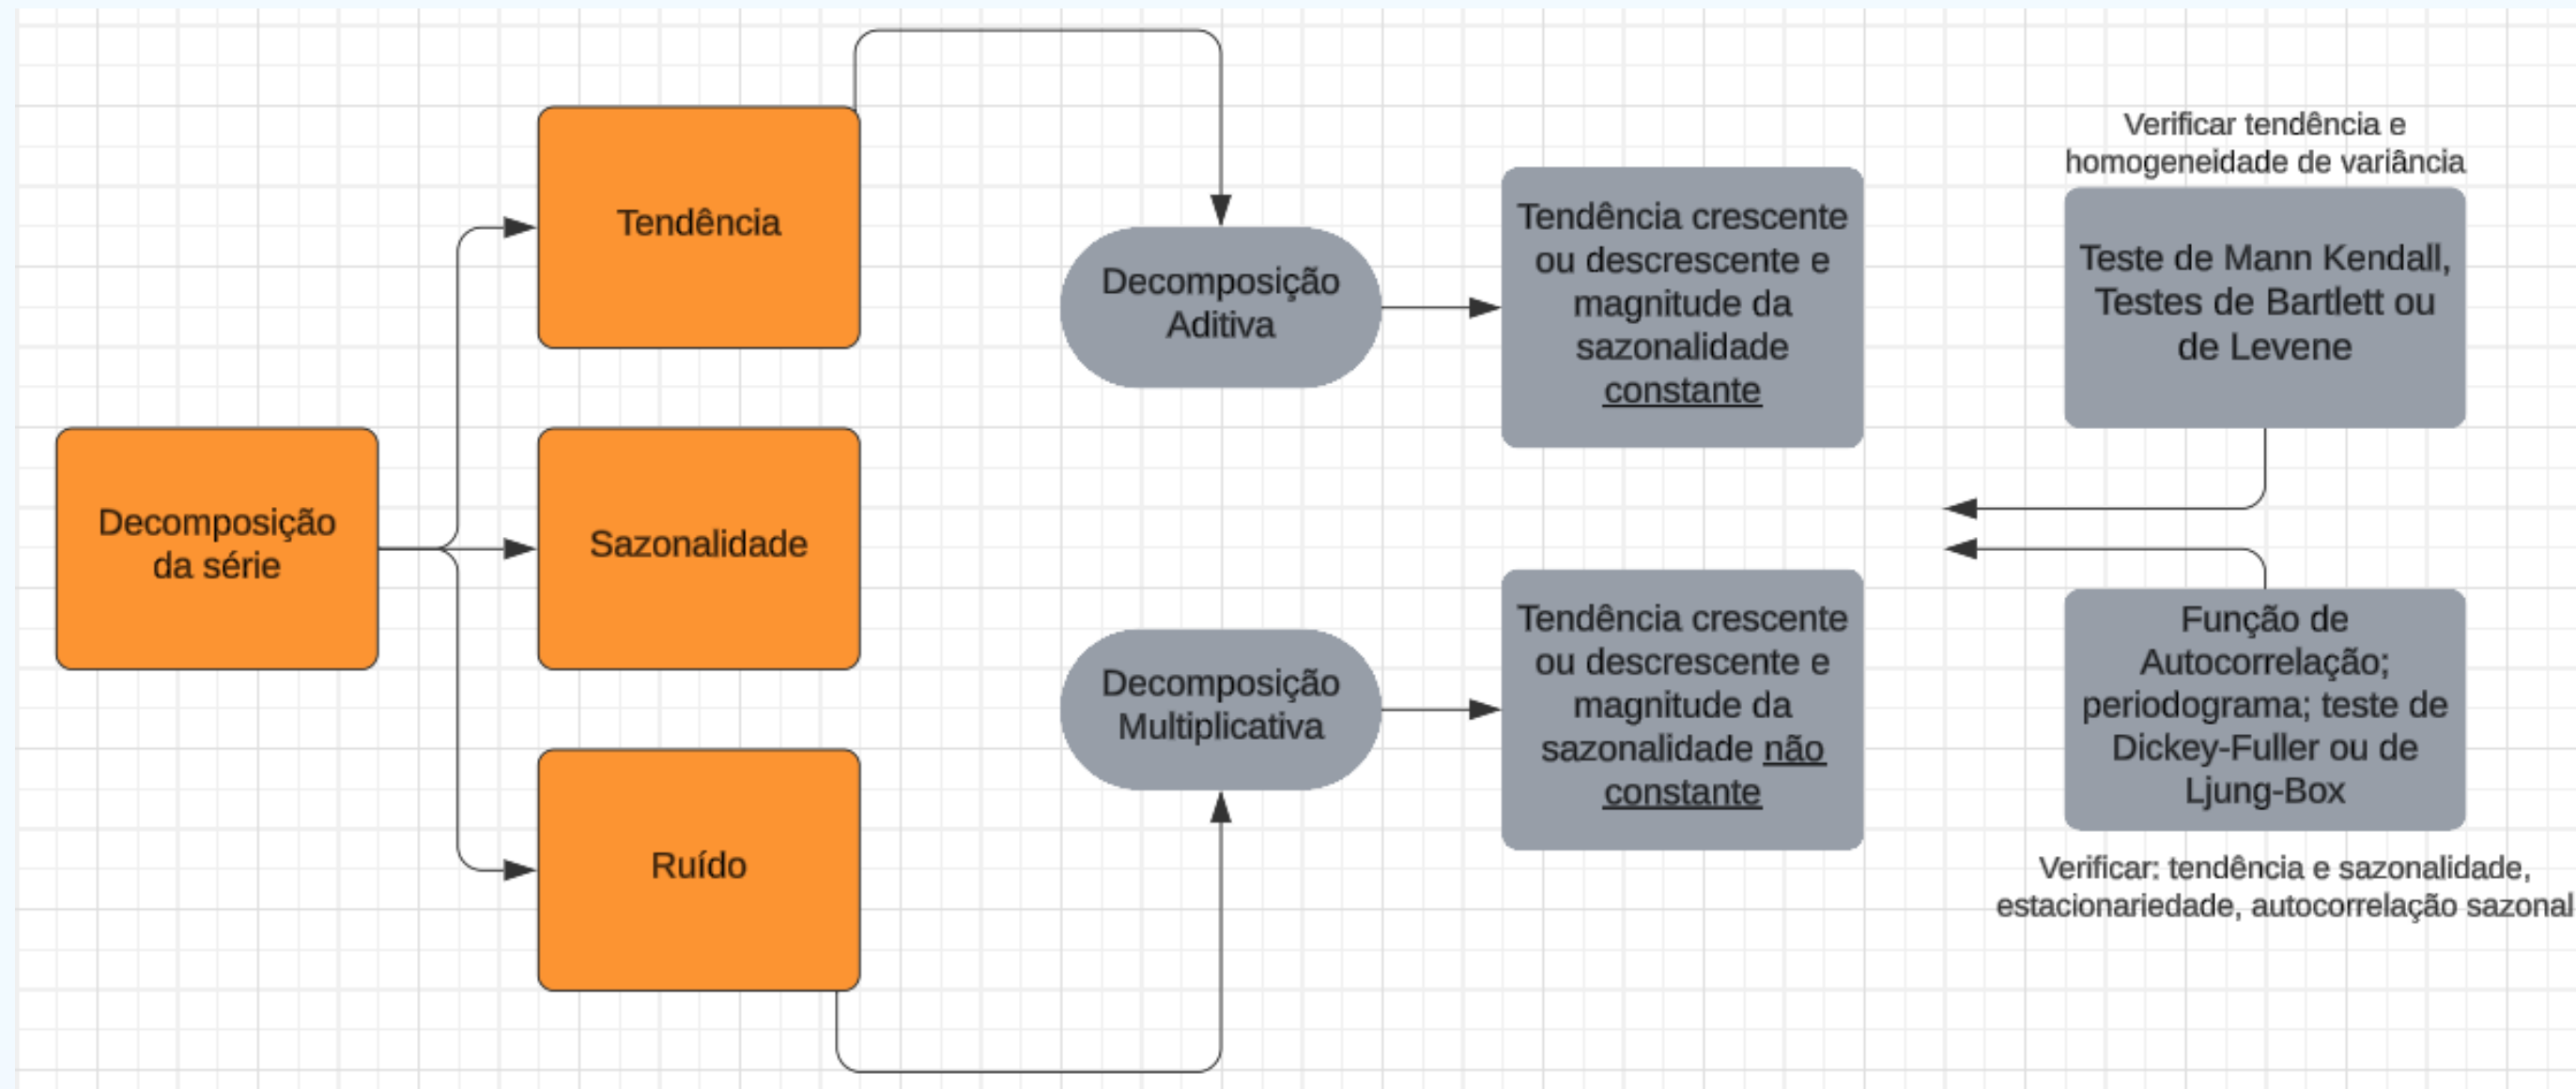 Decomposição
da série
Tendência
Sazonalidade
Ruído
Decomposição
Aditiva
Decomposição
Multiplicativa
Tendência crescente
ou descrescente e
magnitude da
sazonalidade
constante
Tendência crescente
ou descrescente e
magnitude da
sazonalidade não
constante
Verificar tendência e
homogeneidade de variância
Teste de Mann Kendall,
Testes de Bartlett ou
de Levene
Função de
Autocorrelação;
periodograma; teste de
Dickey-Fuller ou de
Ljung-Box
Verificar: tendência e sazonalidade,
estacionariedade, autocorrelação sazonal